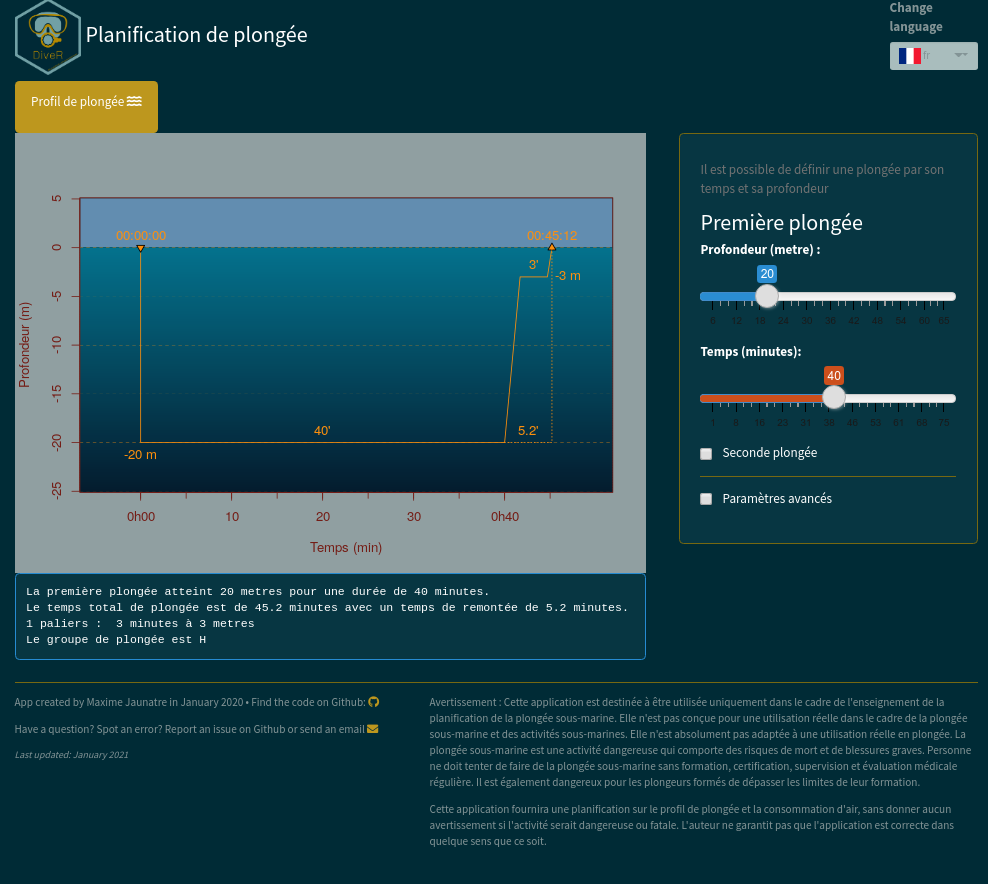 Change
language
DiveR
Planification de plongée
fr
Profil de plongée
Il est possible de définir une plongée par son
temps et sa profondeur
Première plongée
Profondeur (metre) :
20
0 12 18 24 30 36 42 48 54 60 65
Temps (minutes):
40
1 8 16 23 31 38 46 53 61 68 75
Seconde plongée
Paramètres avancés
Profondeur (m)
5
0
-5
-10
-15
-20
-25
00:00:00
00:45:12
3'
-3 m
40'
5.2'
-20 m
0h00 10 20 30 0h40
Temps (min)
La première plongée atteint 20 metres pour une durée de 40 minutes.
Le temps total de plongée est de 45.2 minutes avec un temps de remontée de 5.2 minutes.
1 paliers :  3 minutes à 3 metres
Le groupe de plongée est H
App created by Maxime Jaunatre in January 2020 • Find the code on Github:
Have a question? Spot an error? Report an issue on Github or send an email
Last updated: January 2021
Avertissement : Cette application est destinée à être utilisée uniquement dans le cadre de l'enseignement de la
planification de la plongée sous-marine. Elle n'est pas conçue pour une utilisation réelle dans le cadre de la plongée
sous-marine et des activités sous-marines. Elle n'est absolument pas adaptée à une utilisation réelle en plongée. La
plongée sous-marine est une activité dangereuse qui comporte des risques de mort et de blessures graves. Personne
ne doit tenter de faire de la plongée sous-marine sans formation, certification, supervision et évaluation médicale
régulière. Il est également dangereux pour les plongeurs formés de dépasser les limites de leur formation.
Cette application fournira une planification sur le profil de plongée et la consommation d'air, sans donner aucun
avertissement si l'activité serait dangereuse ou fatale. L'auteur ne garantit pas que l'application est correcte dans
quelque sens que ce soit.